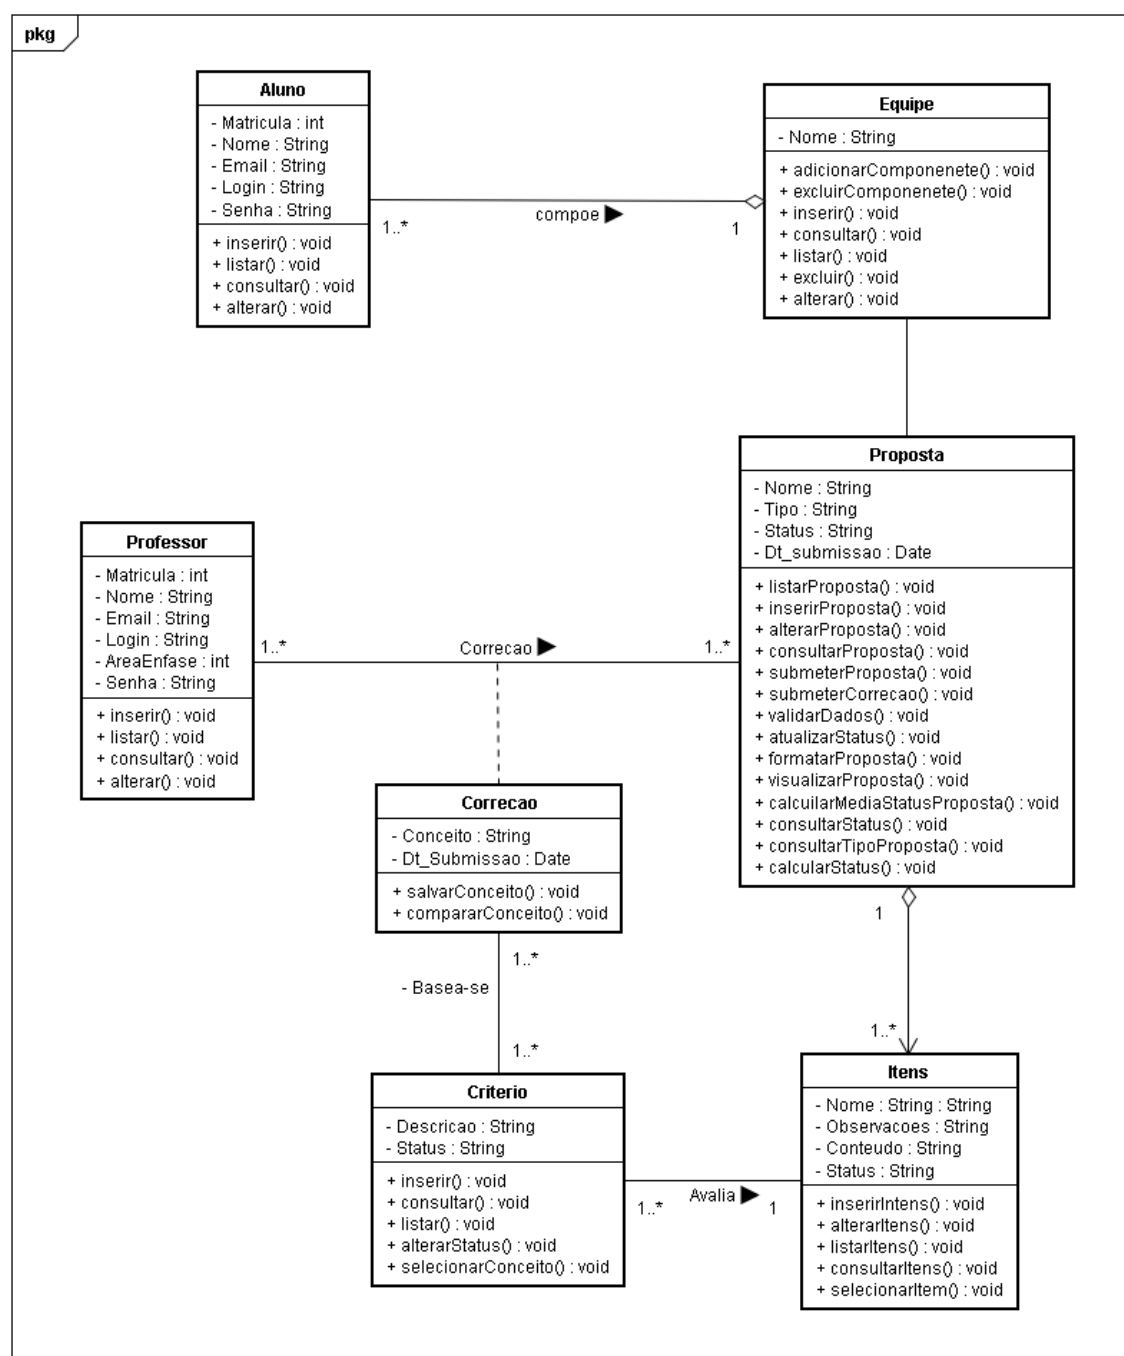 pkg
Aluno
- Matricula : int
- Nome : String
- Email : String
- Login : String
- Senha : String
+ inserir() : void
+ listar() : void
+ consultar() : void
+ alterar() : void
1..*
compoe
1
Equipe
- Nome : String
+ adicionarComponenete() : void
+ excluirComponenete() : void
+ inserir() : void
+ consultar() : void
+ listar() : void
+ excluir() : void
+ alterar() : void
Professor
- Matricula : int
- Nome : String
- Email : String
- Login : String
- AreaEnfase : int
- Senha : String
+ inserir() : void
+ listar() : void
+ consultar() : void
+ alterar() : void
1..*
Correcao
1..*
Proposta
- Nome : String
- Tipo : String
- Status : String
- Dt_submissao : Date
+ listarProposta() : void
+ inserirProposta() : void
+ alterarProposta() : void
+ consultarProposta() : void
+ submeterProposta() : void
+ submeterCorrecao() : void
+ validarDados() : void
+ atualizarStatus() : void
+ formatarProposta() : void
+ visualizarProposta() : void
+ calcuilarMediaStatusProposta() : void
+ consultarStatus() : void
+ consultarTipoProposta() : void
+ calcularStatus() : void
Correcao
- Conceito : String
- Dt_Submissao : Date
+ salvarConceito() : void
+ compararConceito() : void
1..*
- Basea-se
1..*
1
1..*
Criterio
- Descricao : String
- Status : String
+ inserir() : void
+ consultar() : void
+ listar() : void
+ alterarStatus() : void
+ selecionarConceito() : void
1..*
Avalia
1
Itens
- Nome : String : String
- Observacoes : String
- Conteudo : String
- Status : String
+ inserirIntens() : void
+ alterarItens() : void
+ listarItens() : void
+ consultarItens() : void
+ selecionarItem() : void